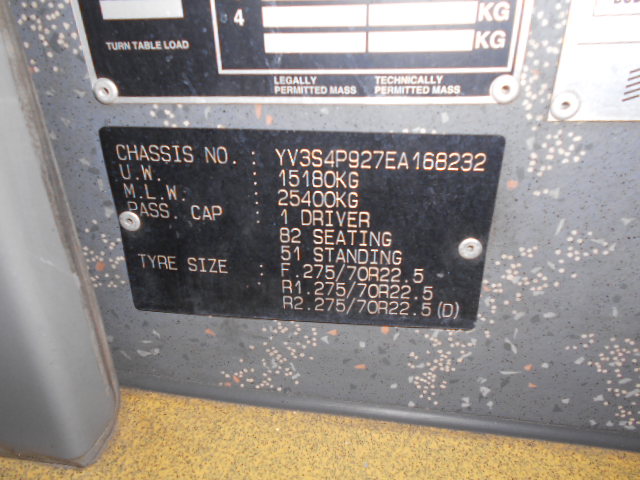 4 KG
KG
TURN TABLE LOAD
LEGALLY PERMITTED MASS
TECHNICALLY PERMITTED MASS
CHASSIS NO. : YV3S4P927EA168232
U.W. : 15180KG
M.L.W. : 25400KG
PASS. CAP : 1 DRIVER
82 SEATING
51 STANDING
TYRE SIZE : F.275/70R22.5
R1.275/70R22.5
R2.275/70R22.5(D)